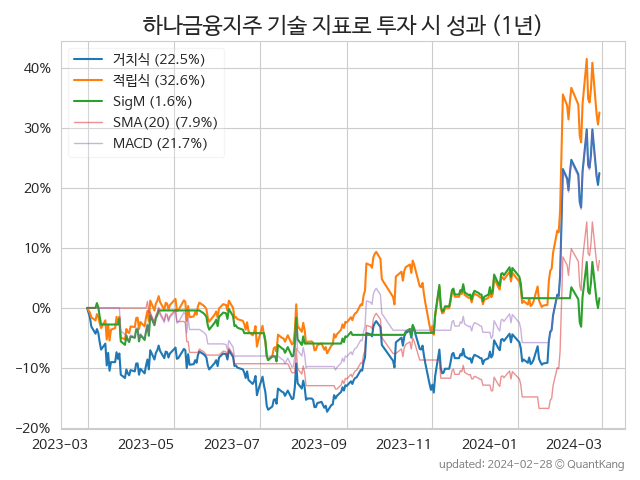 하나금융지주 기술 지표로 투자 시 성과 (1년)
거치식 (22.5%)
적립식 (32.6%)
SigM (1.6%)
SMA(20) (7.9%)
MACD (21.7%)
40%
30%
20%
10%
0%
−10%
−20%
2023-03 2023-05 2023-07 2023-09 2023-11 2024-01 2024-03
updated: 2024-02-28 ⓒ QuantKang